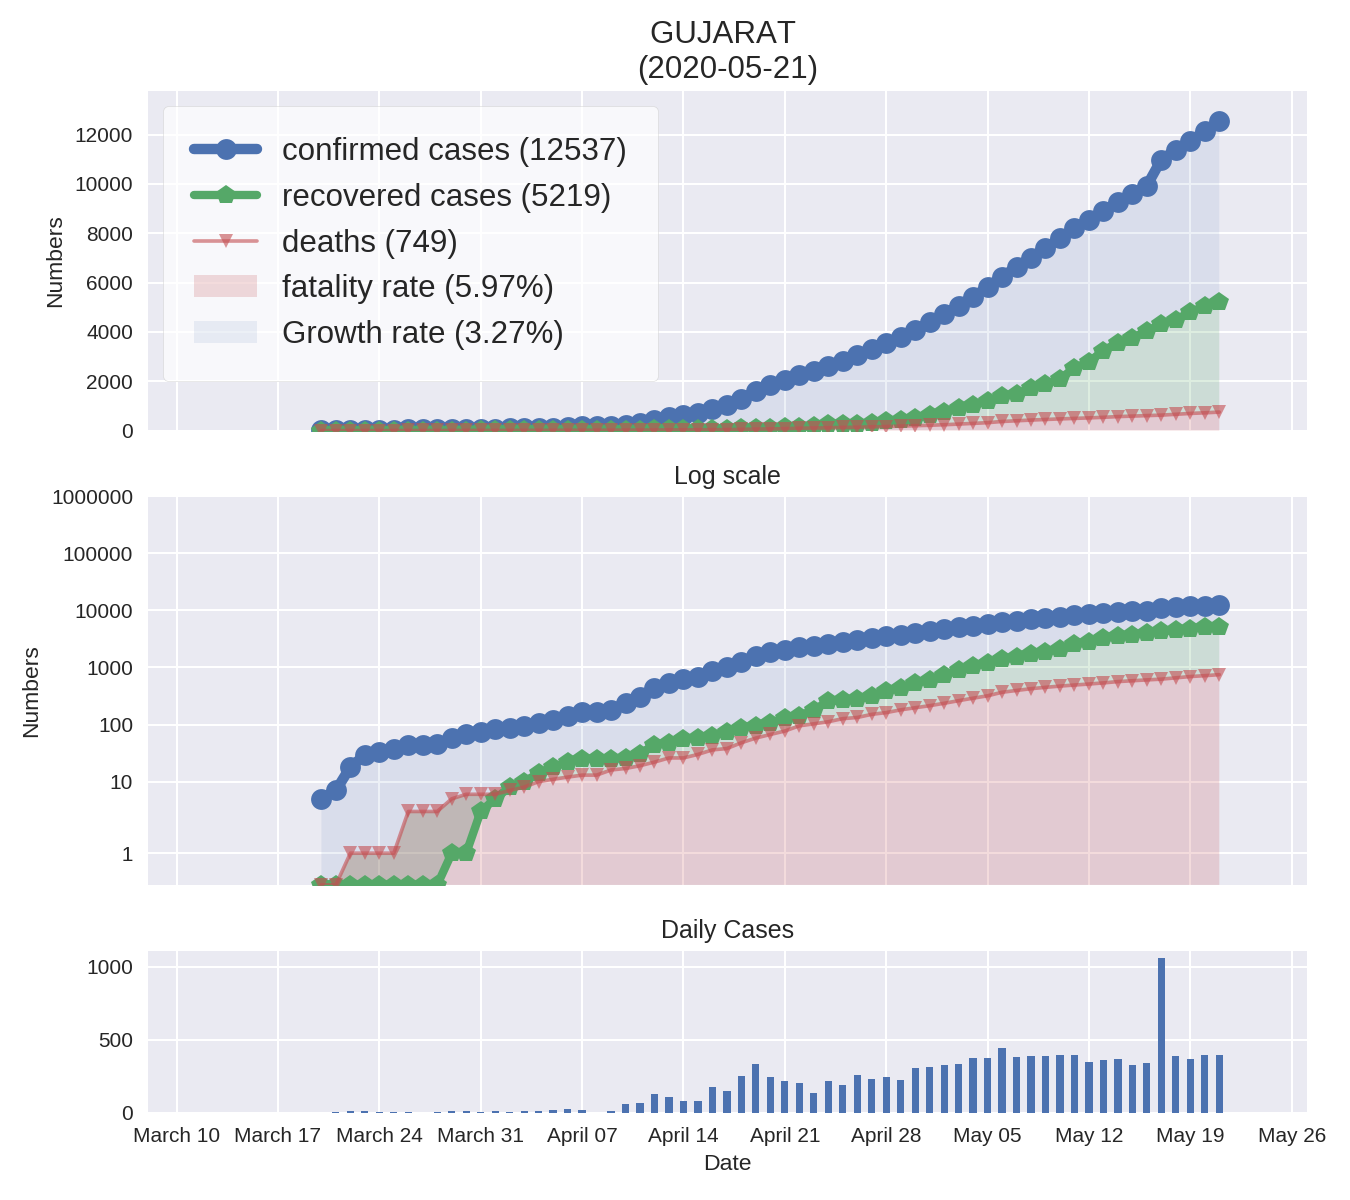 GUJARAT
(2020-05-21)
12000
10000
8000
6000
4000
2000
0
Numbers
confirmed cases (12537)
recovered cases (5219)
deaths (749)
fatality rate (5.97%)
Growth rate (3.27%)
Log scale
1000000
100000
10000
1000
100
10
1
Numbers
Daily Cases
1000
500
0
March 10 March 17 March 24 March 31 April 07 April 14 April 21 April 28 May 05 May 12 May 19 May 26
Date